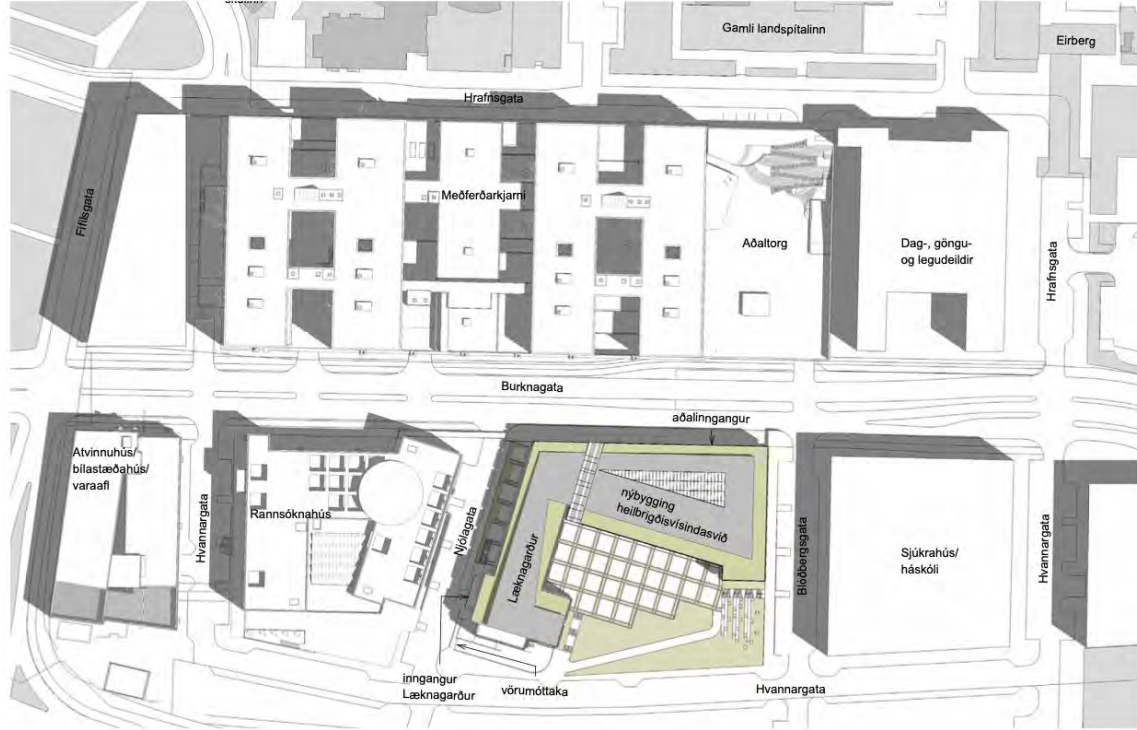 Gamli landspítalinn
Eirberg
Hrafnsgata
Fífilsgata
Meðferðarkjarni
Aðaltorg
Dag-, göngu-
og legudeildir
Hrafnsgata
Burknagata
aðalinngangur
Atvinnuhús/
bílastæðahús/
varaafl
Hvannargata
Rannsóknahús
Njólagata
Læknagarður
nýbygging
heilbrigðisvísindasvið
Bloðbergsgata
Sjúkrahús/
háskóli
Hvannargata
inngangur
Læknagarður
vörumóttaka
Hvannargata